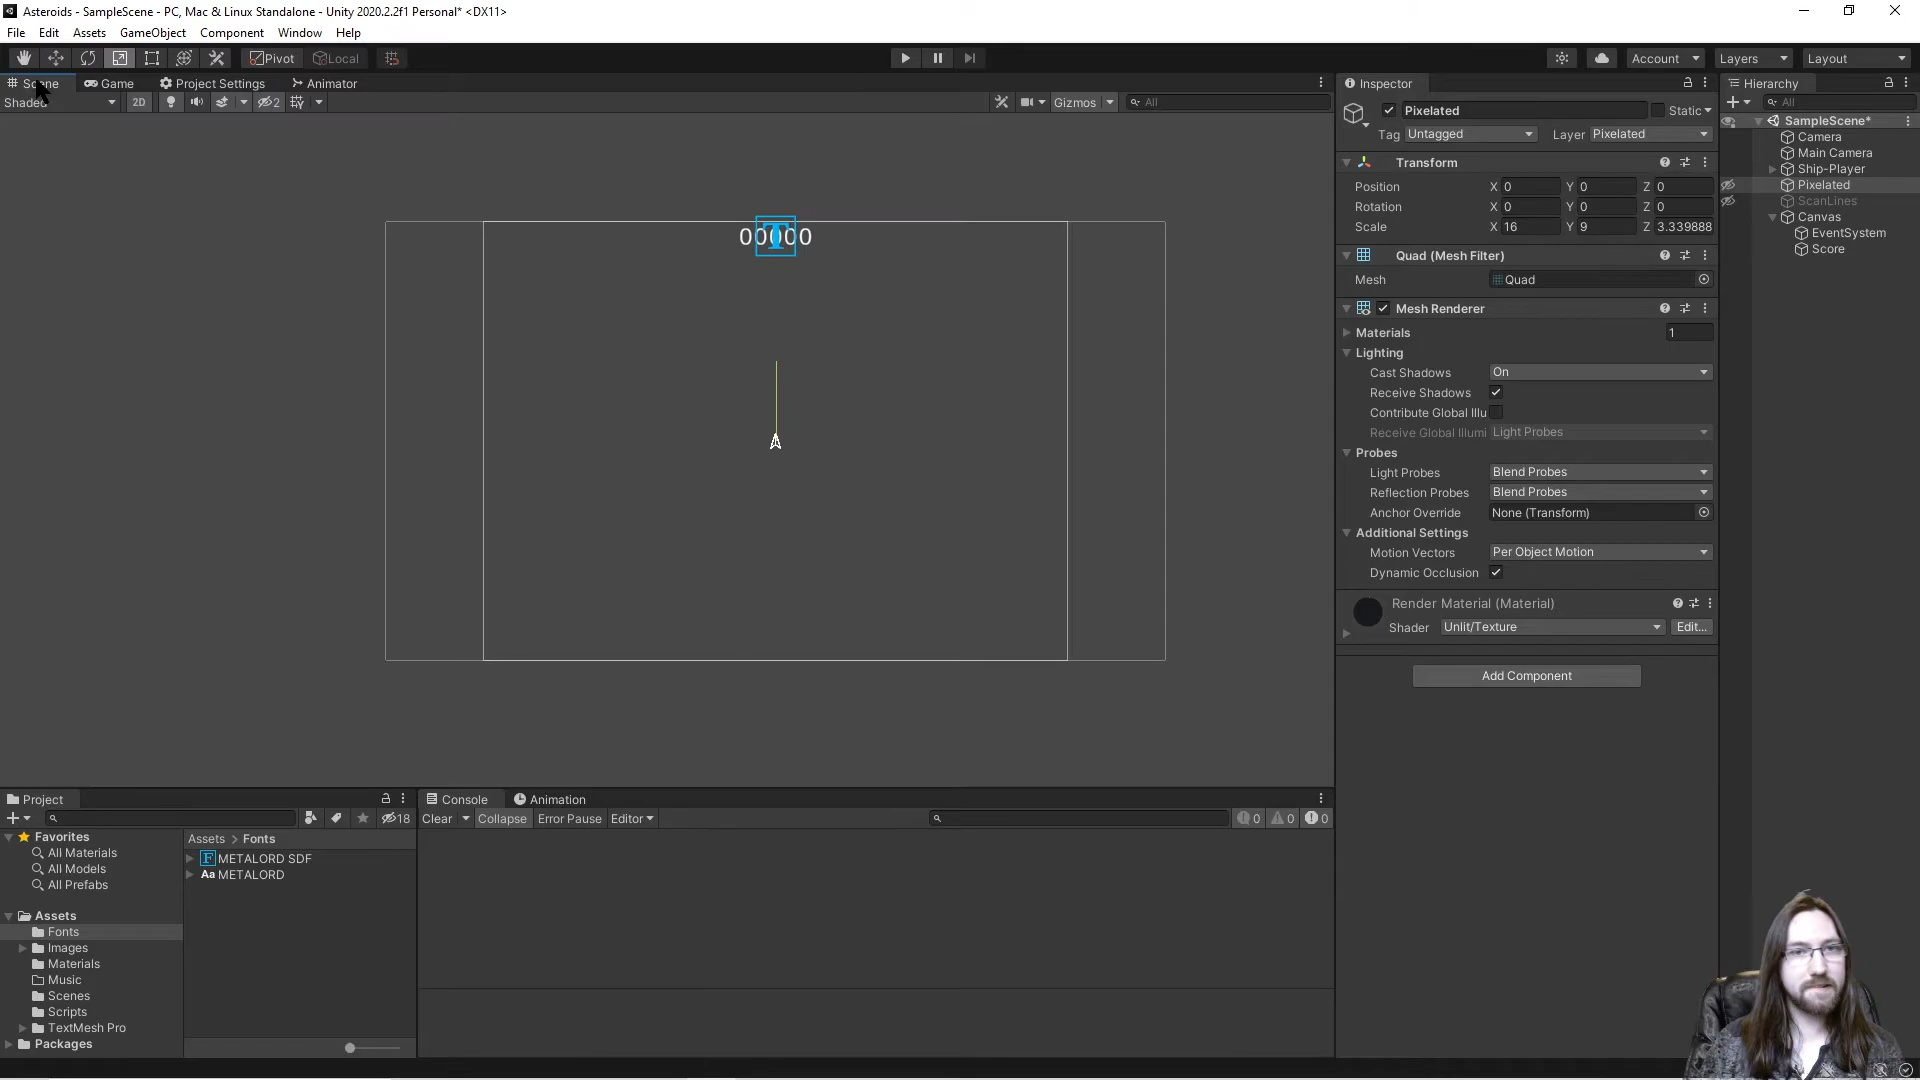 Asteroids - SampleScene - PC, Mac & Linux Standalone - Unity 2020.2.2f1 Personal* <DX11>
File Edit Assets GameObject Component Window Help
Pivot Local Account Layers Layout
Scene Game Project Settings Animator
Shaded 2D 2 Gizmos All
00000
T
Inspector
Pixelated Static
Tag Untagged Layer Pixelated
Transform
Position X 0 Y 0 Z 0
Rotation X 0 Y 0 Z 0
Scale X 16 Y 9 Z 3.339888
Quad (Mesh Filter)
Mesh Quad
Mesh Renderer
Materials 1
Lighting
Cast Shadows On
Receive Shadows
Contribute Global Illu
Receive Global Illumi Light Probes
Probes
Light Probes Blend Probes
Reflection Probes Blend Probes
Anchor Override None (Transform)
Additional Settings
Motion Vectors Per Object Motion
Dynamic Occlusion
Render Material (Material)
Shader Unlit/Texture Edit...
Add Component
Hierarchy
All
SampleScene*
Camera
Main Camera
Ship-Player
Pixelated
ScanLines
Canvas
EventSystem
Score
Project
18
Favorites
All Materials
All Models
All Prefabs
Assets
Fonts
Images
Materials
Music
Scenes
Scripts
TextMesh Pro
Packages
Assets > Fonts
F METALORD SDF
Aa METALORD
Console Animation
Clear Collapse Error Pause Editor 0 0 0